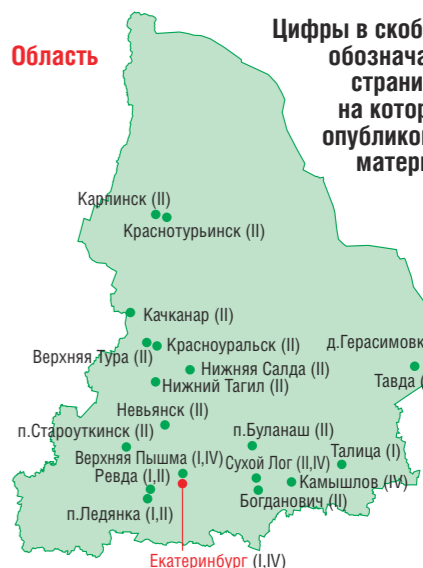 Область
Цифры в скоб
обознача
страни
на котор
опубликов
матери
Карпинск (II)
Краснотурьинск (II)
Качканар (II)
Верхняя Тура (II)
Красноуральск (II)
д.Герасимовк
Нижняя Салда (II)
Тавда (
Нижний Тагил (II)
Невьянск (II)
п.Староуткинск (II)
п.Буланаш (II)
Верхняя Пышма (I,IV)
Сухой Лог (II,IV)
Талица (I)
Ревда (I,II)
Камышлов (IV)
Богданович (II)
п.Ледянка (I,II)
Екатеринбург (I,IV)